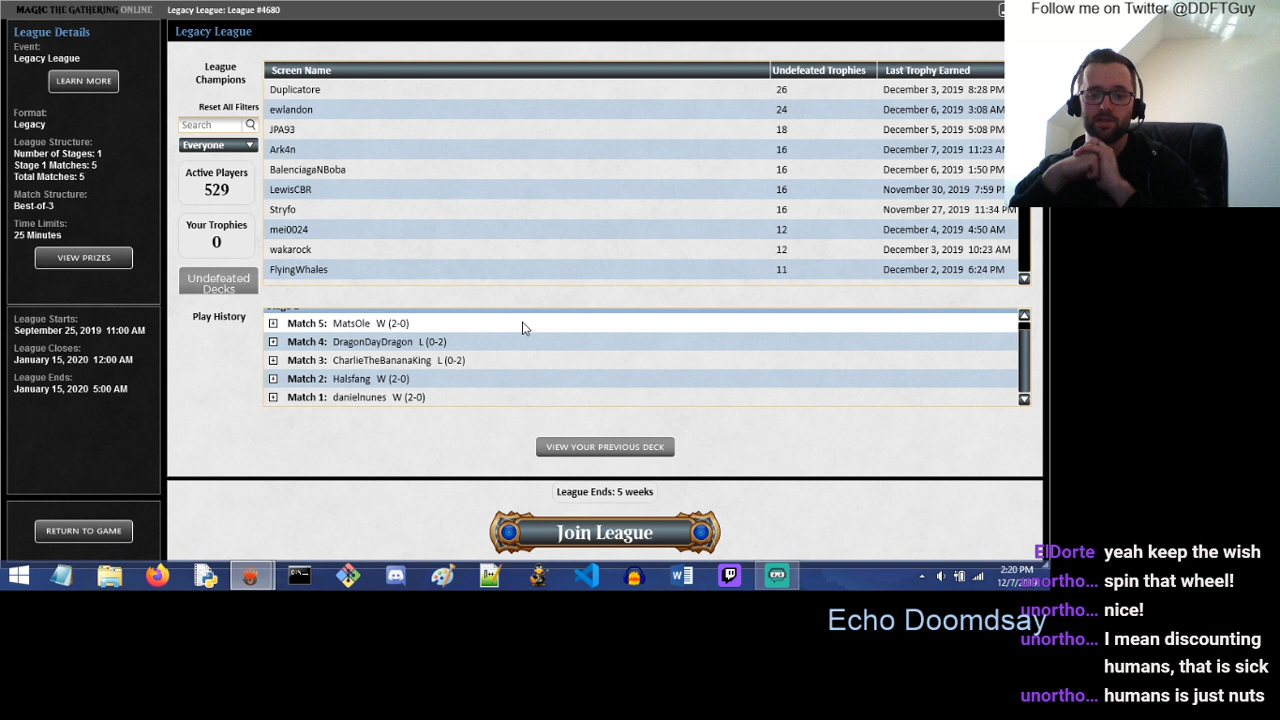 MAGIC THE GATHERING ONLINE
Legacy League: League #4680
Follow me on Twitter @DDFTGuy
League Details
Event:
Legacy League
LEARN MORE
Format:
Legacy
League Structure:
Number of Stages: 1
Stage 1 Matches: 5
Total Matches: 5
Match Structure:
Best-of-3
Time Limits:
25 Minutes
VIEW PRIZES
League Starts:
September 25, 2019 11:00 AM
League Closes:
January 15, 2020 12:00 AM
League Ends:
January 15, 2020 5:00 AM
RETURN TO GAME
Legacy League
League
Champions
Reset All Filters
Search
Everyone
Active Players
529
Your Trophies
0
Undefeated
Decks
Screen Name Undefeated Trophies Last Trophy Earned
Duplicatore 26 December 3, 2019 8:28 PM
ewlandon 24 December 6, 2019 3:08 AM
JPA93 18 December 5, 2019 5:08 PM
Ark4n 16 December 7, 2019 11:23 AM
BalenciagaNBoba 16 December 6, 2019 1:50 PM
LewisCBR 16 November 30, 2019 7:59 PM
Stryfo 16 November 27, 2019 11:34 PM
mei0024 12 December 4, 2019 4:50 AM
wakarock 12 December 3, 2019 10:23 AM
FlyingWhales 11 December 2, 2019 6:24 PM
Play History
Match 5: MatsOle W (2-0)
Match 4: DragonDayDragon L (0-2)
Match 3: CharlieTheBananaKing L (0-2)
Match 2: Halsfang W (2-0)
Match 1: danielnunes W (2-0)
VIEW YOUR PREVIOUS DECK
League Ends: 5 weeks
Join League
2:20 PM
Echo Doomdsay
ElDorte yeah keep the wish
unortho... spin that wheel!
unortho... nice!
unortho... I mean discounting
humans, that is sick
unortho... humans is just nuts